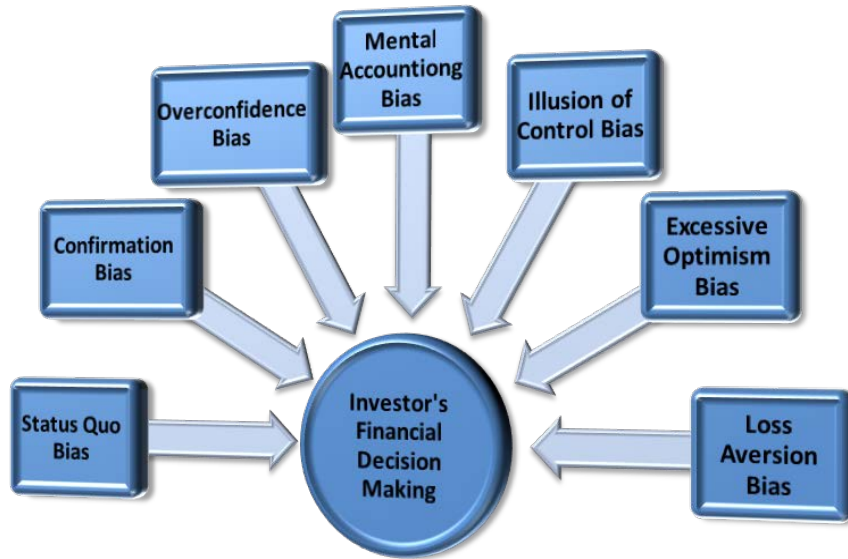 Mental
Accountiong
Bias
Overconfidence
Bias
Illusion of
Control Bias
Confirmation
Bias
Excessive
Optimism
Bias
Status Quo
Bias
Investor's
Financial
Decision
Making
Loss
Aversion
Bias